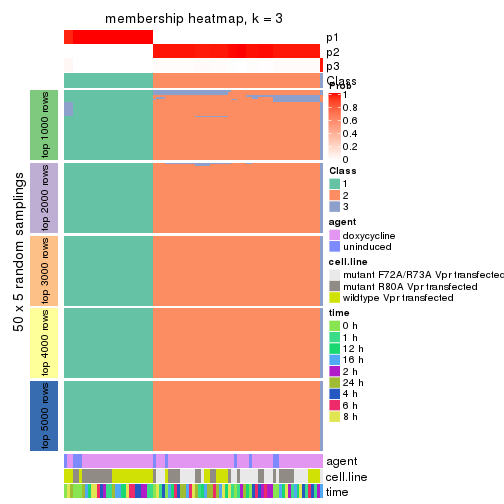 membership heatmap, k = 3
p1
p2
p3
Class
50 x 5 random samplings
top 1000 rows
top 2000 rows
top 3000 rows
top 4000 rows
top 5000 rows
Prob
1
0.8
0.6
0.4
0.2
0
Class
1
2
3
agent
doxycycline
uninduced
cell.line
mutant F72A/R73A Vpr transfected
mutant R80A Vpr transfected
wildtype Vpr transfected
time
0 h
1 h
12 h
16 h
2 h
24 h
4 h
6 h
8 h
agent
cell.line
time